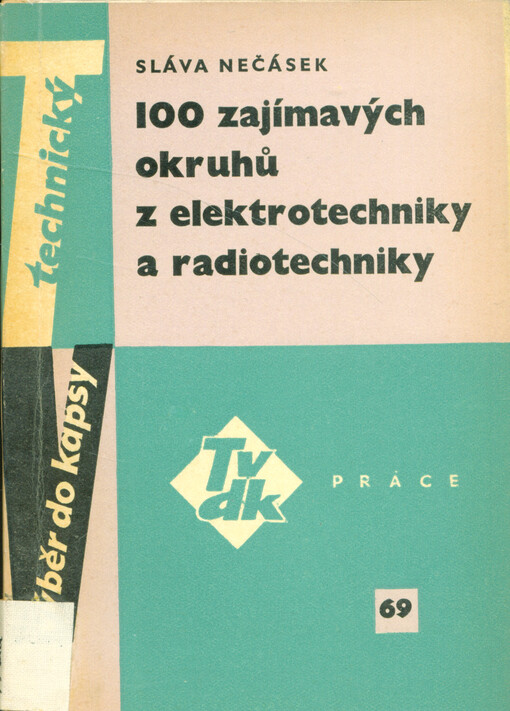 SLÁVA NEČÁSEK
100 zajímavých
okruhů
z elektrotechniky
a radiotechniky
technický
výběr do kapsy
Tv
dk
PRÁCE
69